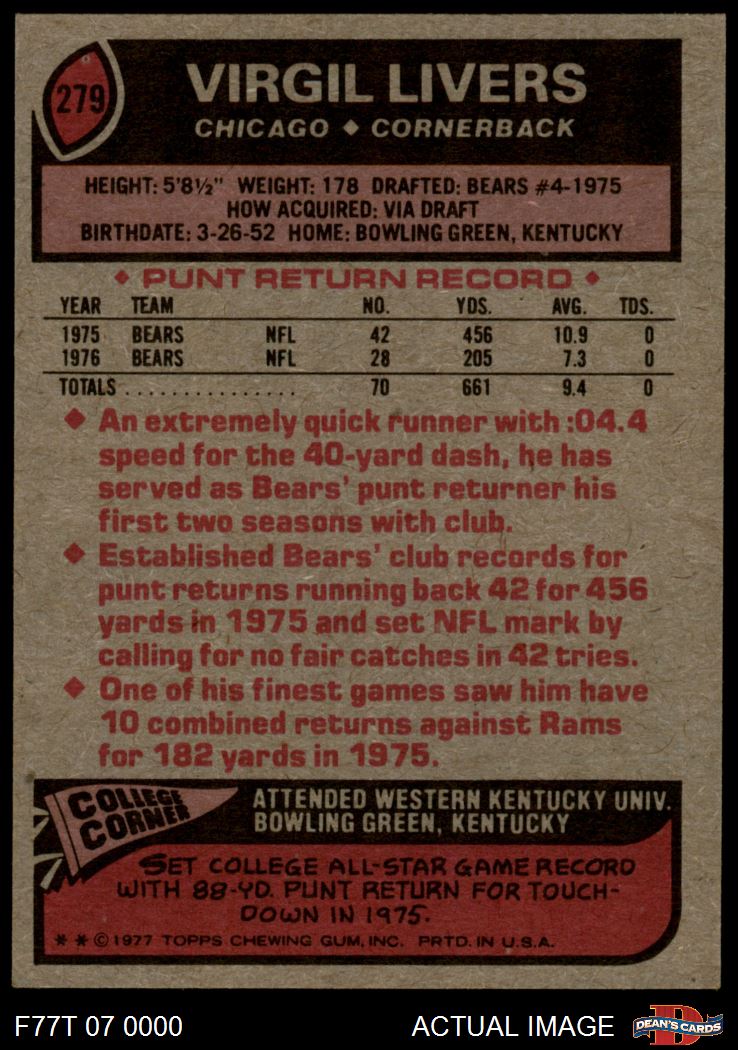 279
VIRGIL LIVERS
CHICAGO ◆ CORNERBACK
HEIGHT: 5'8½" WEIGHT: 178 DRAFTED: BEARS #4-1975
HOW ACQUIRED: VIA DRAFT
BIRTHDATE: 3-26-52 HOME: BOWLING GREEN, KENTUCKY
◆ PUNT RETURN RECORD ◆
YEAR TEAM NO. YDS. AVG. TDS.
1975 BEARS NFL 42 456 10.9 0
1976 BEARS NFL 28 205 7.3 0
TOTALS . . . . . . . . . . . . . . . 70 661 9.4 0
◆ An extremely quick runner with :04.4
speed for the 40-yard dash, he has
served as Bears' punt returner his
first two seasons with club.
◆ Established Bears' club records for
punt returns running back 42 for 456
yards in 1975 and set NFL mark by
calling for no fair catches in 42 tries.
◆ One of his finest games saw him have
10 combined returns against Rams
for 182 yards in 1975.
COLLEGE
CORNER
ATTENDED WESTERN KENTUCKY UNIV.
BOWLING GREEN, KENTUCKY
SET COLLEGE ALL-STAR GAME RECORD
WITH 88-YD. PUNT RETURN FOR TOUCH-
DOWN IN 1975.
* * © 1977 TOPPS CHEWING GUM, INC. PRTD. IN U.S.A.
F77T 07 0000 ACTUAL IMAGE
D
DEAN'S CARDS